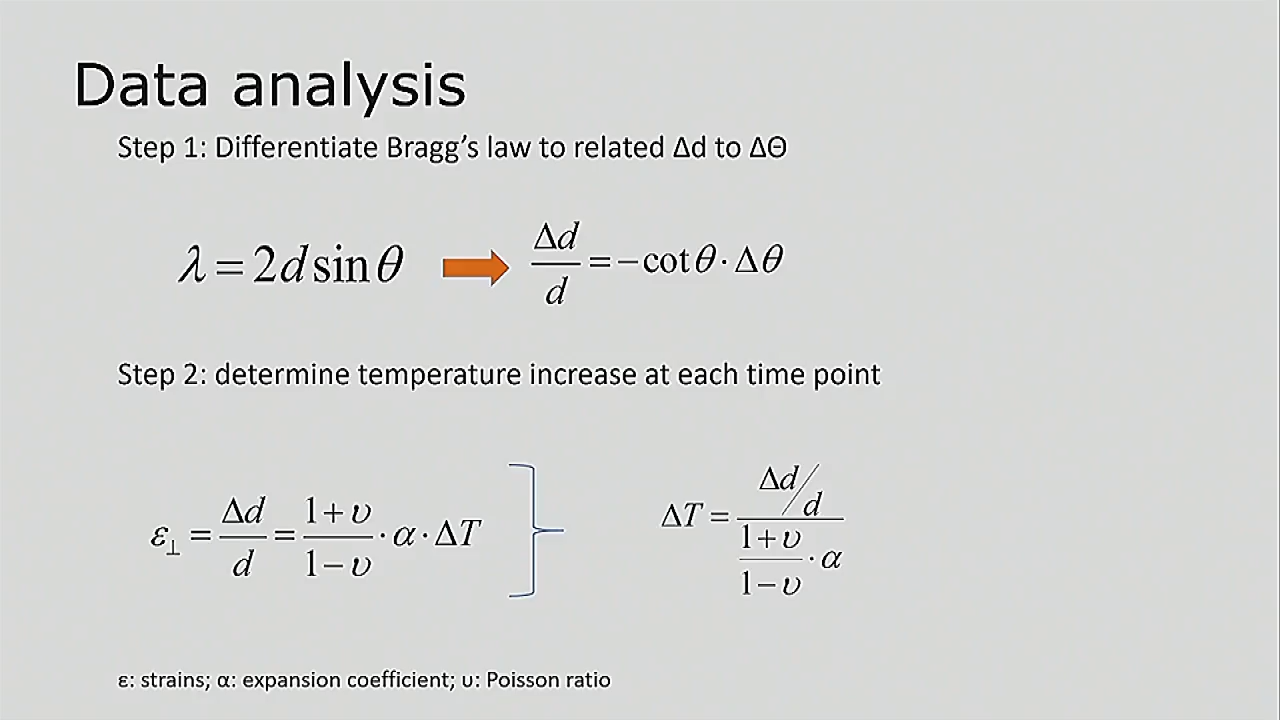 Data analysis
Step 1: Differentiate Bragg's law to related Δd to ΔΘ
λ = 2d sin θ
Δd/d = −cot θ · Δθ
Step 2: determine temperature increase at each time point
ε⊥ = Δd/d = (1+υ)/(1−υ) · α · ΔT
ΔT = (Δd/d)/((1+υ)/(1−υ) · α)
ε: strains; α: expansion coefficient; υ: Poisson ratio